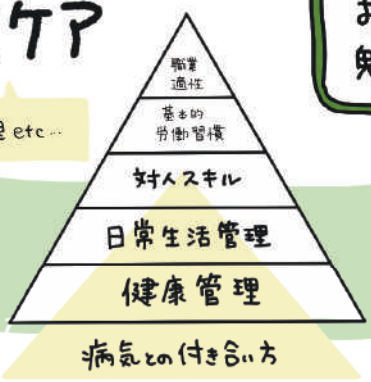 ケア
etc…
職業
適性
基本的
労働習慣
対人スキル
日常生活管理
健康管理
病気との付き合い方